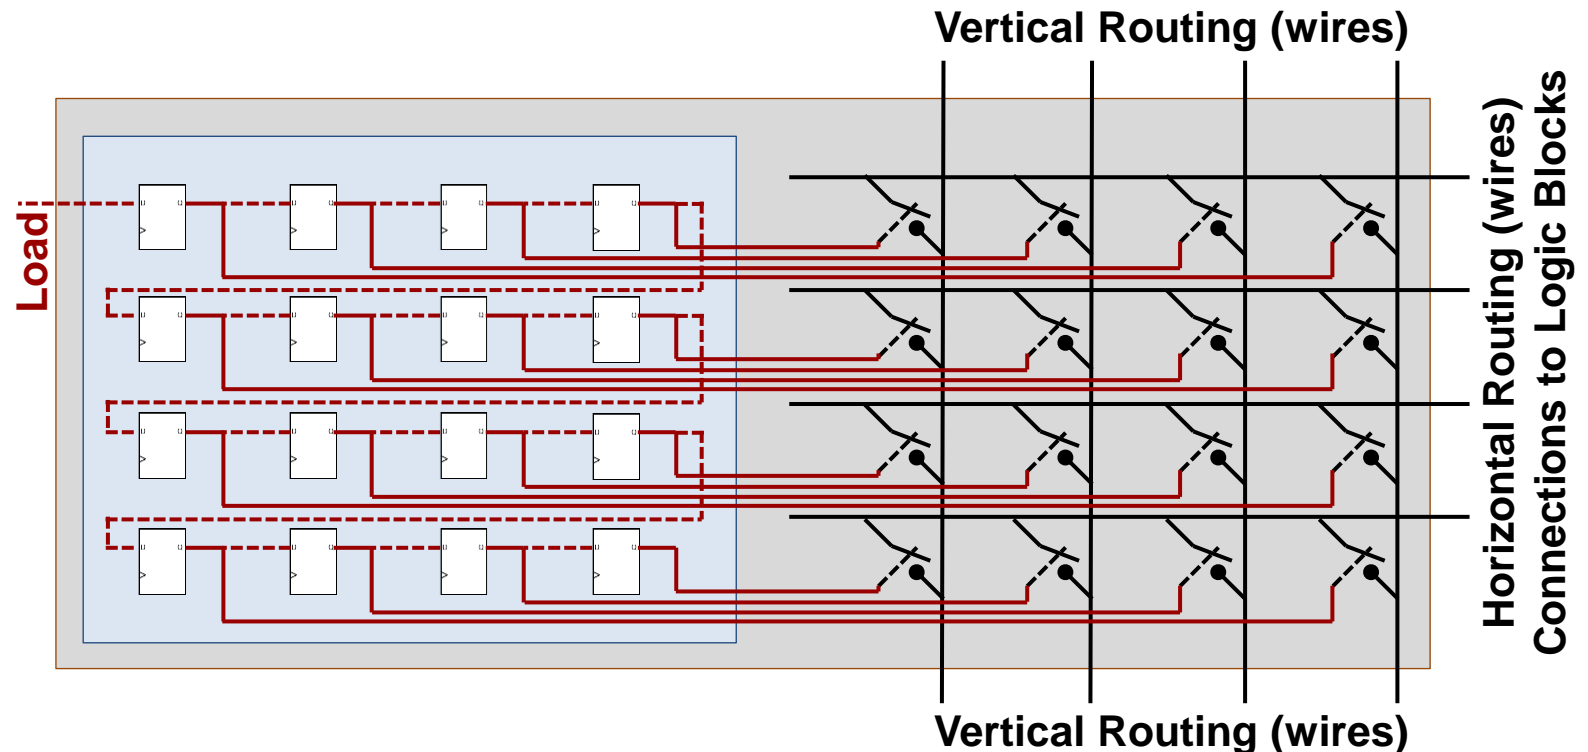 Vertical Routing (wires)
Load
Horizontal Routing (wires)
Connections to Logic Blocks
Vertical Routing (wires)